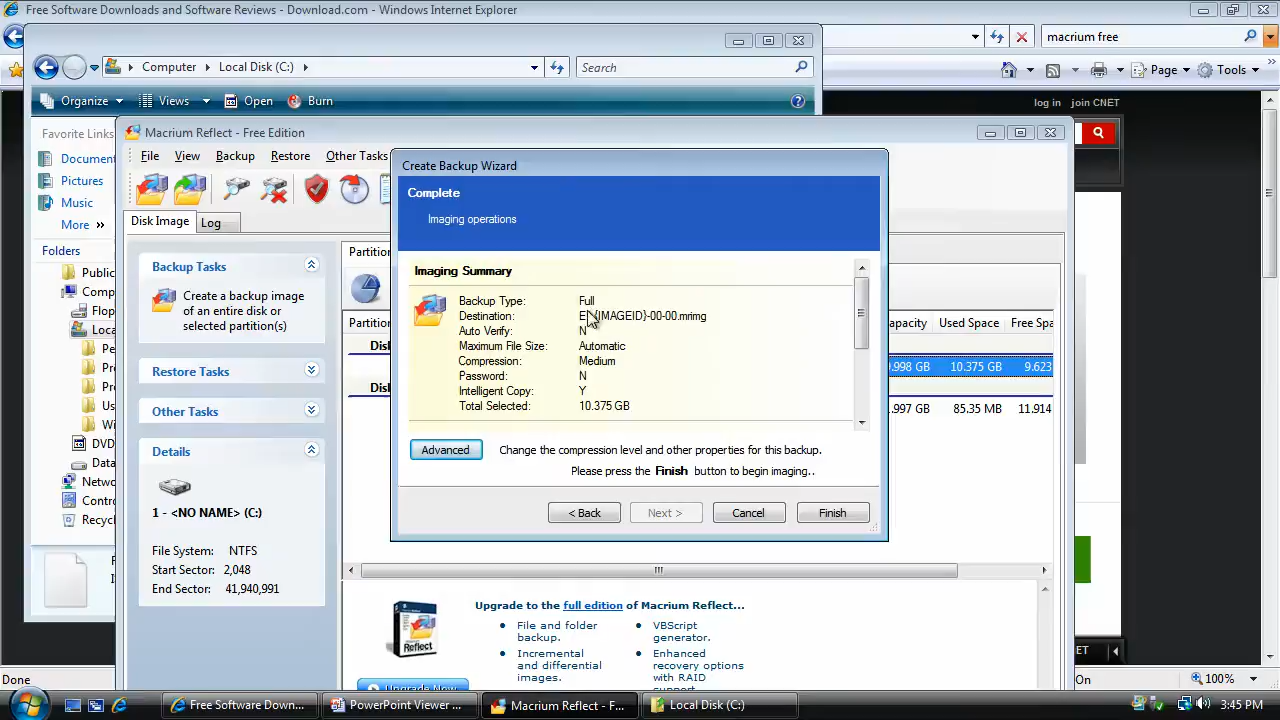 Free Software Downloads and Software Reviews - Download.com - Windows Internet Explorer
macrium free
Computer Local Disk (C:)
Search
Page Tools
Organize Views Open Burn
log in join CNET
Favorite Links
Macrium Reflect - Free Edition
File View Backup Restore Other Tasks
Create Backup Wizard
Complete
Imaging operations
Pictures
Music
More
Disk Image Log
Folders
Backup Tasks
Create a backup image
of an entire disk or
selected partition(s)
Restore Tasks
Other Tasks
Details
1 - <NO NAME> (C:)
File System: NTFS
Start Sector: 2,048
End Sector: 41,940,991
Imaging Summary
Backup Type: Full
Destination:
Auto Verify: N
Maximum File Size: Automatic
Compression: Medium
Password: N
Intelligent Copy: Y
Total Selected: 10.375 GB
Advanced Change the compression level and other properties for this backup.
Please press the Finish button to begin imaging..
< Back Next > Cancel Finish
Used Space
10.375 GB 9.623
85.35 MB 11.914
Upgrade to the full edition of Macrium Reflect...
File and folder
backup.
Incremental
and differential
images.
VBScript
generator.
Enhanced
recovery options
with RAID
Reflect
Done
100%
Free Software Down... PowerPoint Viewer ... Macrium Reflect - F... Local Disk (C:)
3:45 PM